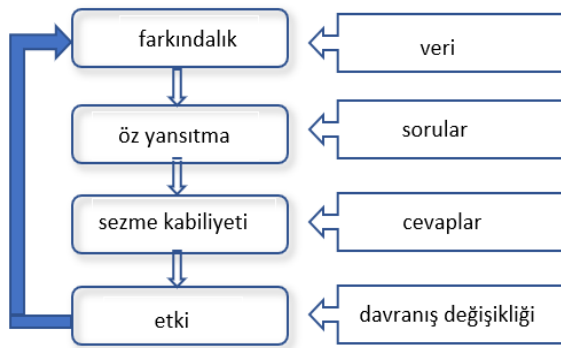 farkındalık
veri
öz yansıtma
sorular
sezme kabiliyeti
cevaplar
etki
davranış değişikliği